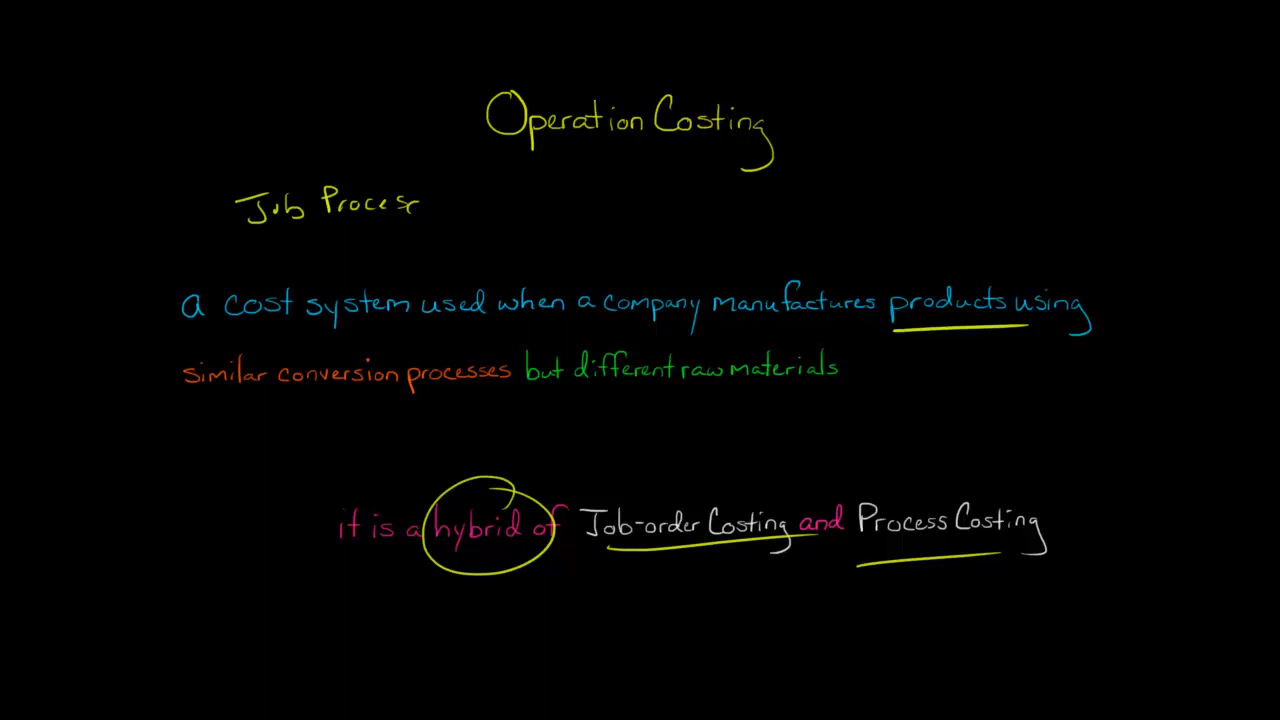 Operation Costing
Job Process
a cost system used when a company manufactures products using
similar conversion processes but different raw materials
it is a hybrid of Job-order Costing and Process Costing